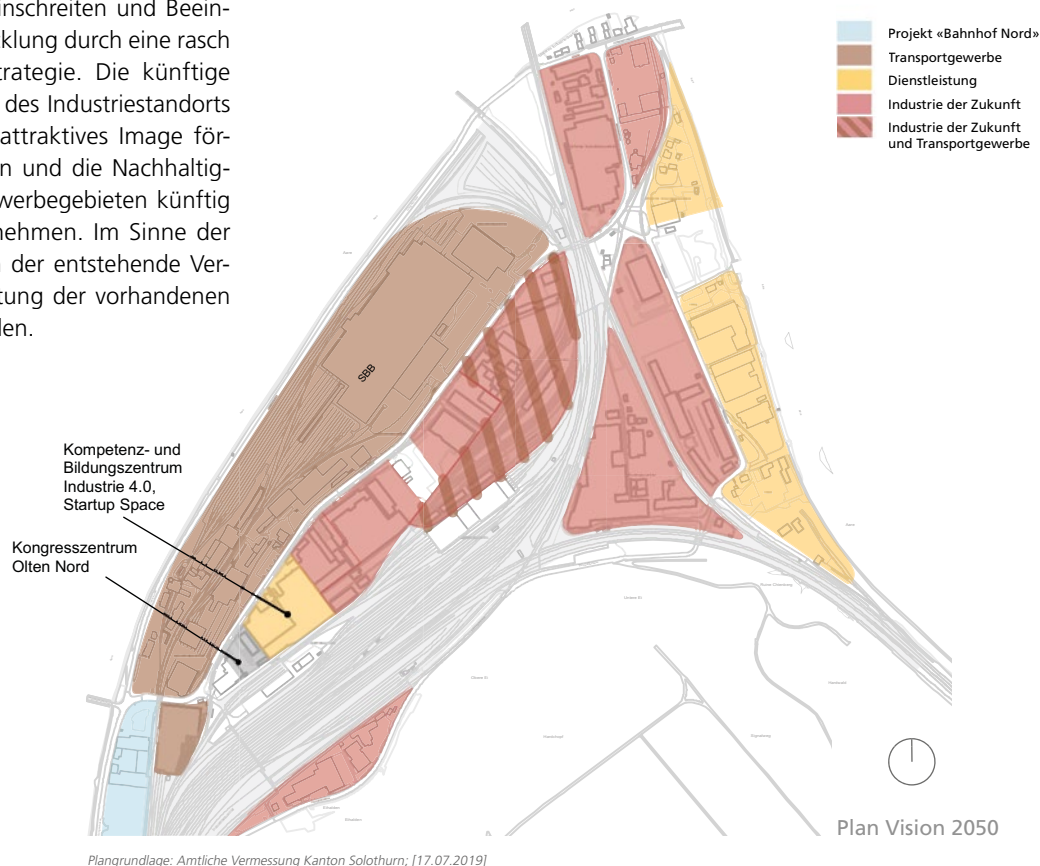 nschreiten und Beein-
klung durch eine rasch
trategie. Die künftige
des Industriestandorts
attraktives Image för-
n und die Nachhaltig-
werbegebieten künftig
nehmen. Im Sinne der
der entstehende Ver-
tung der vorhandenen
den.
Projekt «Bahnhof Nord»
Transportgewerbe
Dienstleistung
Industrie der Zukunft
Industrie der Zukunft
und Transportgewerbe
SBB
Kompetenz- und
Bildungszentrum
Industrie 4.0,
Startup Space
Kongresszentrum
Olten Nord
Plan Vision 2050
Plangrundlage: Amtliche Vermessung Kanton Solothurn; [17.07.2019]